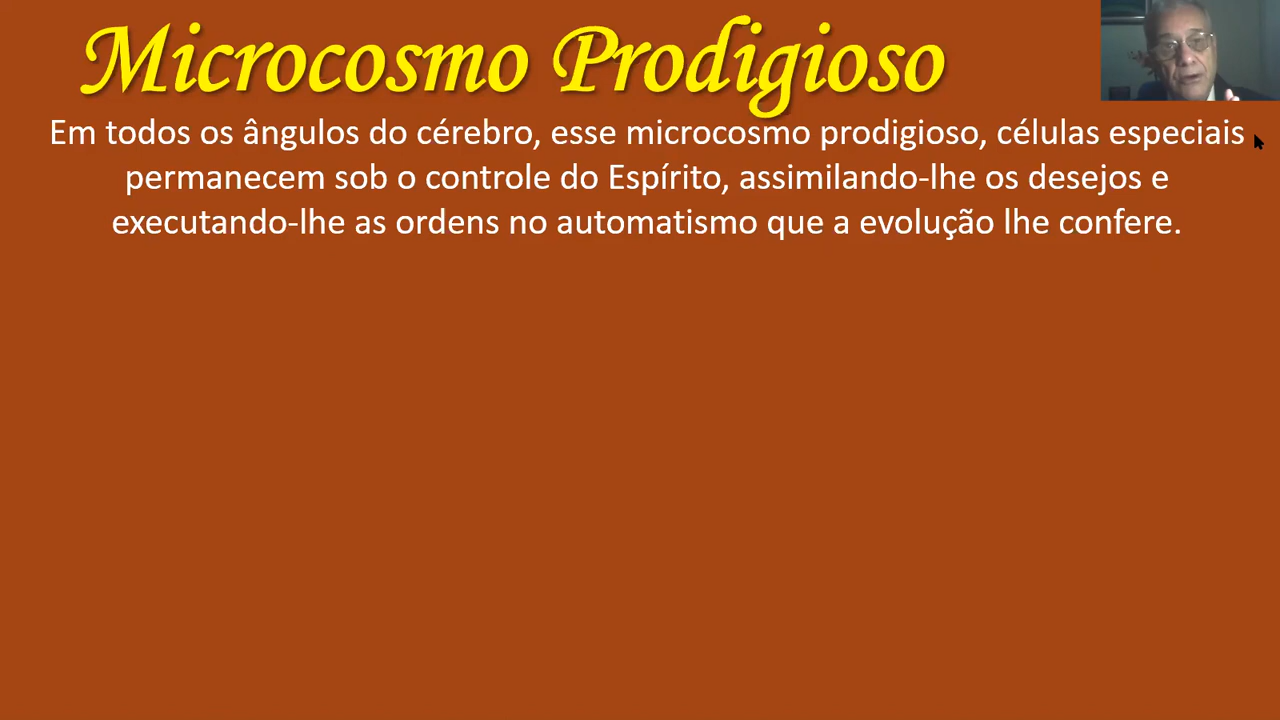 Microcosmo Prodigioso
Em todos os ângulos do cérebro, esse microcosmo prodigioso, células especiais
permanecem sob o controle do Espírito, assimilando-lhe os desejos e
executando-lhe as ordens no automatismo que a evolução lhe confere.